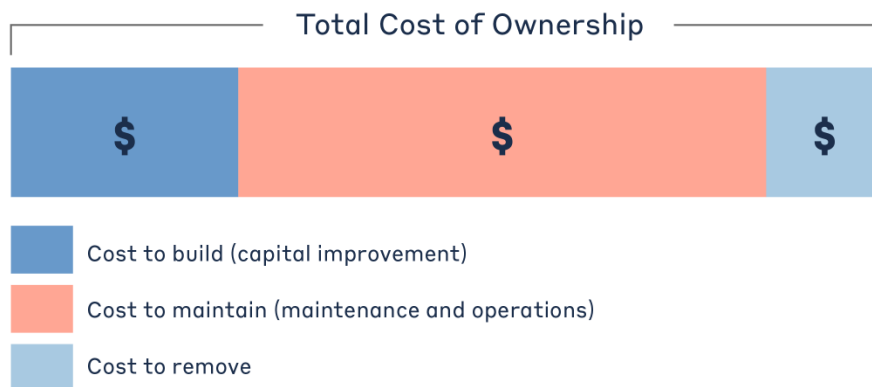 Total Cost of Ownership
$ $ $
Cost to build (capital improvement)
Cost to maintain (maintenance and operations)
Cost to remove